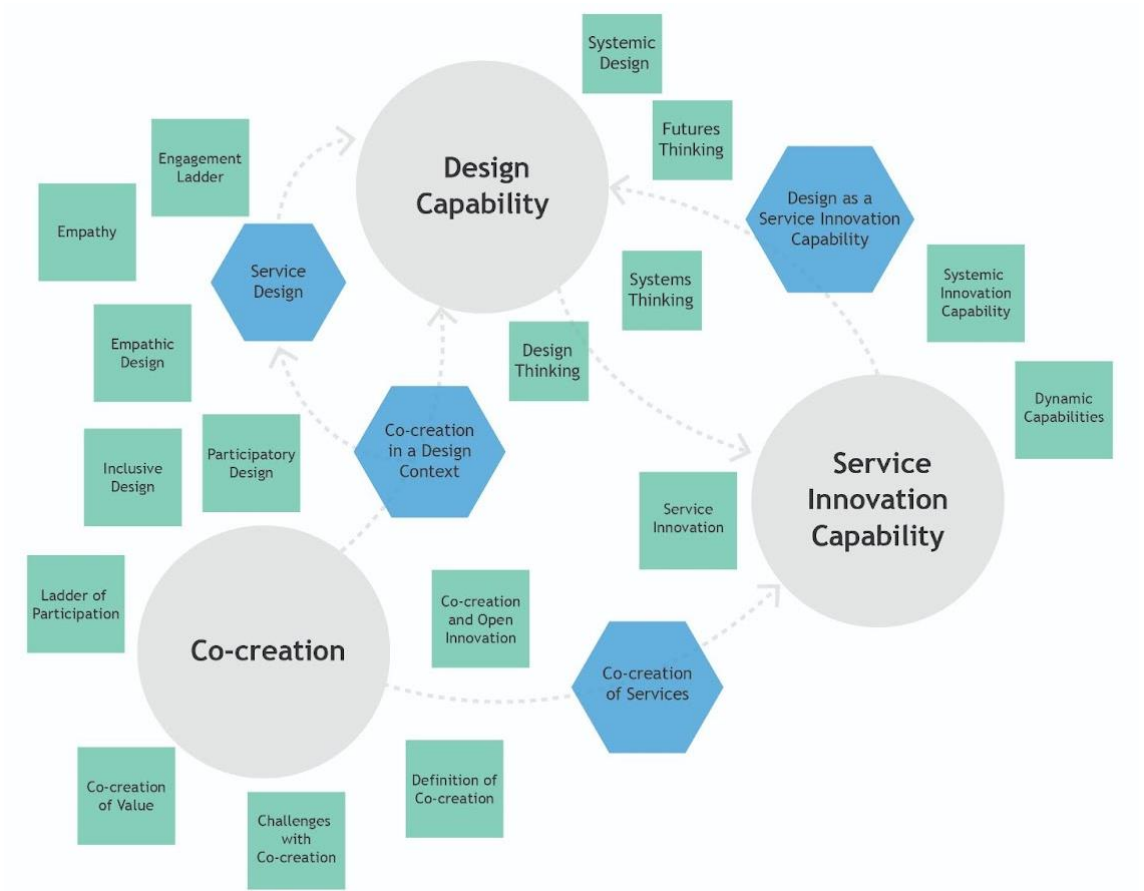 Systemic
Design
Futures
Thinking
Engagement
Ladder
Design
Capability
Design as a
Service Innovation
Capability
Empathy
Service
Design
Systems
Thinking
Systemic
Innovation
Capability
Empathic
Design
Design
Thinking
Dynamic
Capabilities
Co-creation
in a Design
Context
Inclusive
Design
Participatory
Design
Service
Innovation
Capability
Service
Innovation
Ladder of
Participation
Co-creation
and Open
Innovation
Co-creation
Co-creation
of Services
Co-creation
of Value
Definition of
Co-creation
Challenges
with
Co-creation